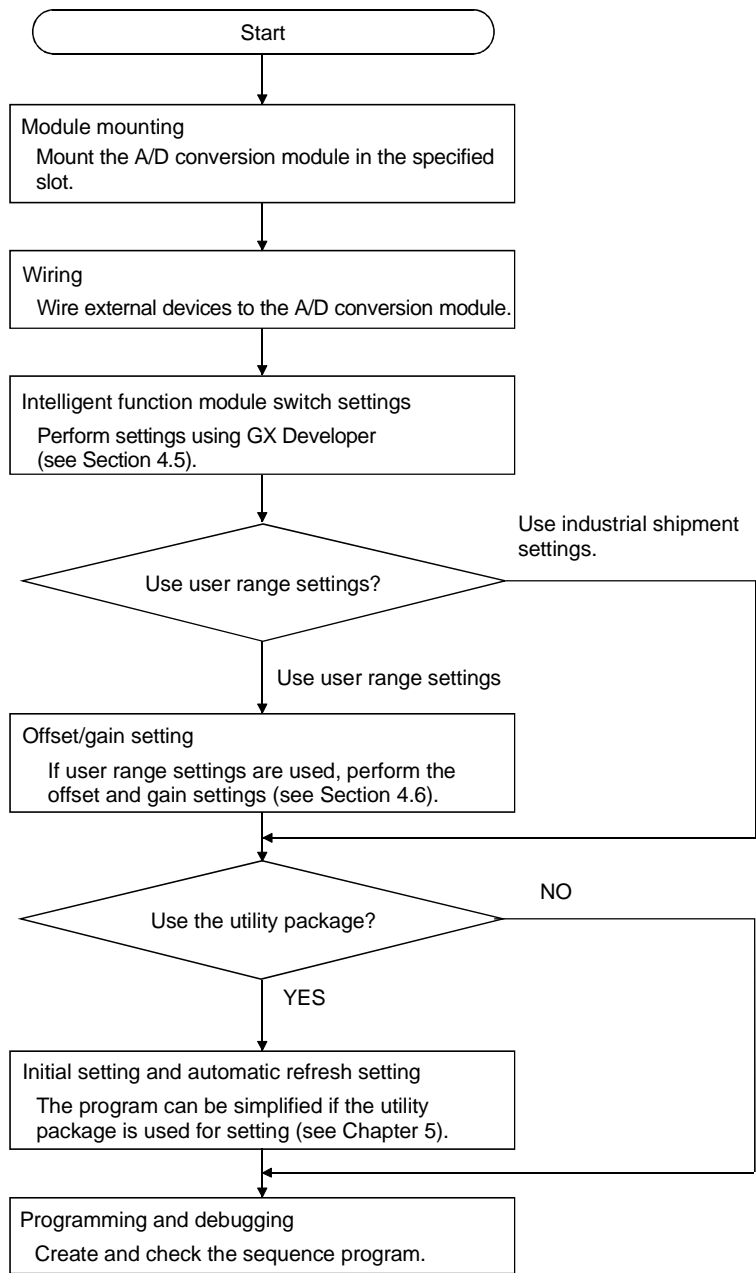 Start
Module mounting
Mount the A/D conversion module in the specified
slot.
Wiring
Wire external devices to the A/D conversion module.
Intelligent function module switch settings
Perform settings using GX Developer
(see Section 4.5).
Use industrial shipment
settings.
Use user range settings?
Use user range settings
Offset/gain setting
If user range settings are used, perform the
offset and gain settings (see Section 4.6).
NO
Use the utility package?
YES
Initial setting and automatic refresh setting
The program can be simplified if the utility
package is used for setting (see Chapter 5).
Programming and debugging
Create and check the sequence program.